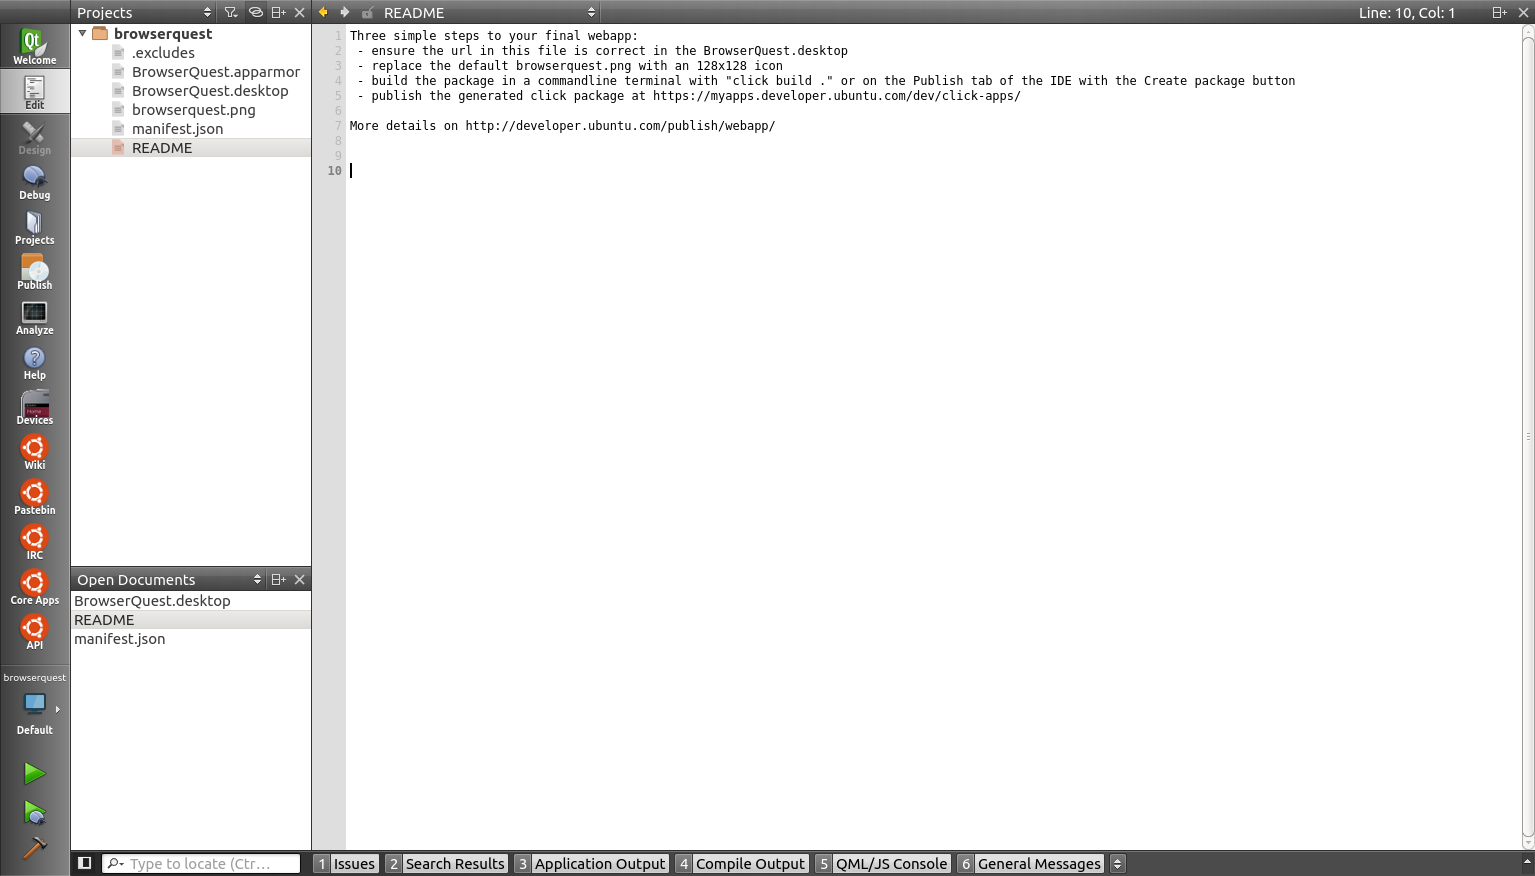 Projects
README
Line: 10, Col: 1
Qt
Welcome
Edit
Design
Debug
Projects
Publish
Analyze
Help
Devices
Wiki
Pastebin
IRC
Core Apps
API
browserquest
Default
browserquest
.excludes
BrowserQuest.apparmor
BrowserQuest.desktop
browserquest.png
manifest.json
README
Open Documents
BrowserQuest.desktop
README
manifest.json
1 Three simple steps to your final webapp:
2 - ensure the url in this file is correct in the BrowserQuest.desktop
3 - replace the default browserquest.png with an 128x128 icon
4 - build the package in a commandline terminal with "click build ." or on the Publish tab of the IDE with the Create package button
5 - publish the generated click package at https://myapps.developer.ubuntu.com/dev/click-apps/
6
7 More details on http://developer.ubuntu.com/publish/webapp/
8
9
10
Type to locate (Ctr...
1 Issues
2 Search Results
3 Application Output
4 Compile Output
5 QML/JS Console
6 General Messages